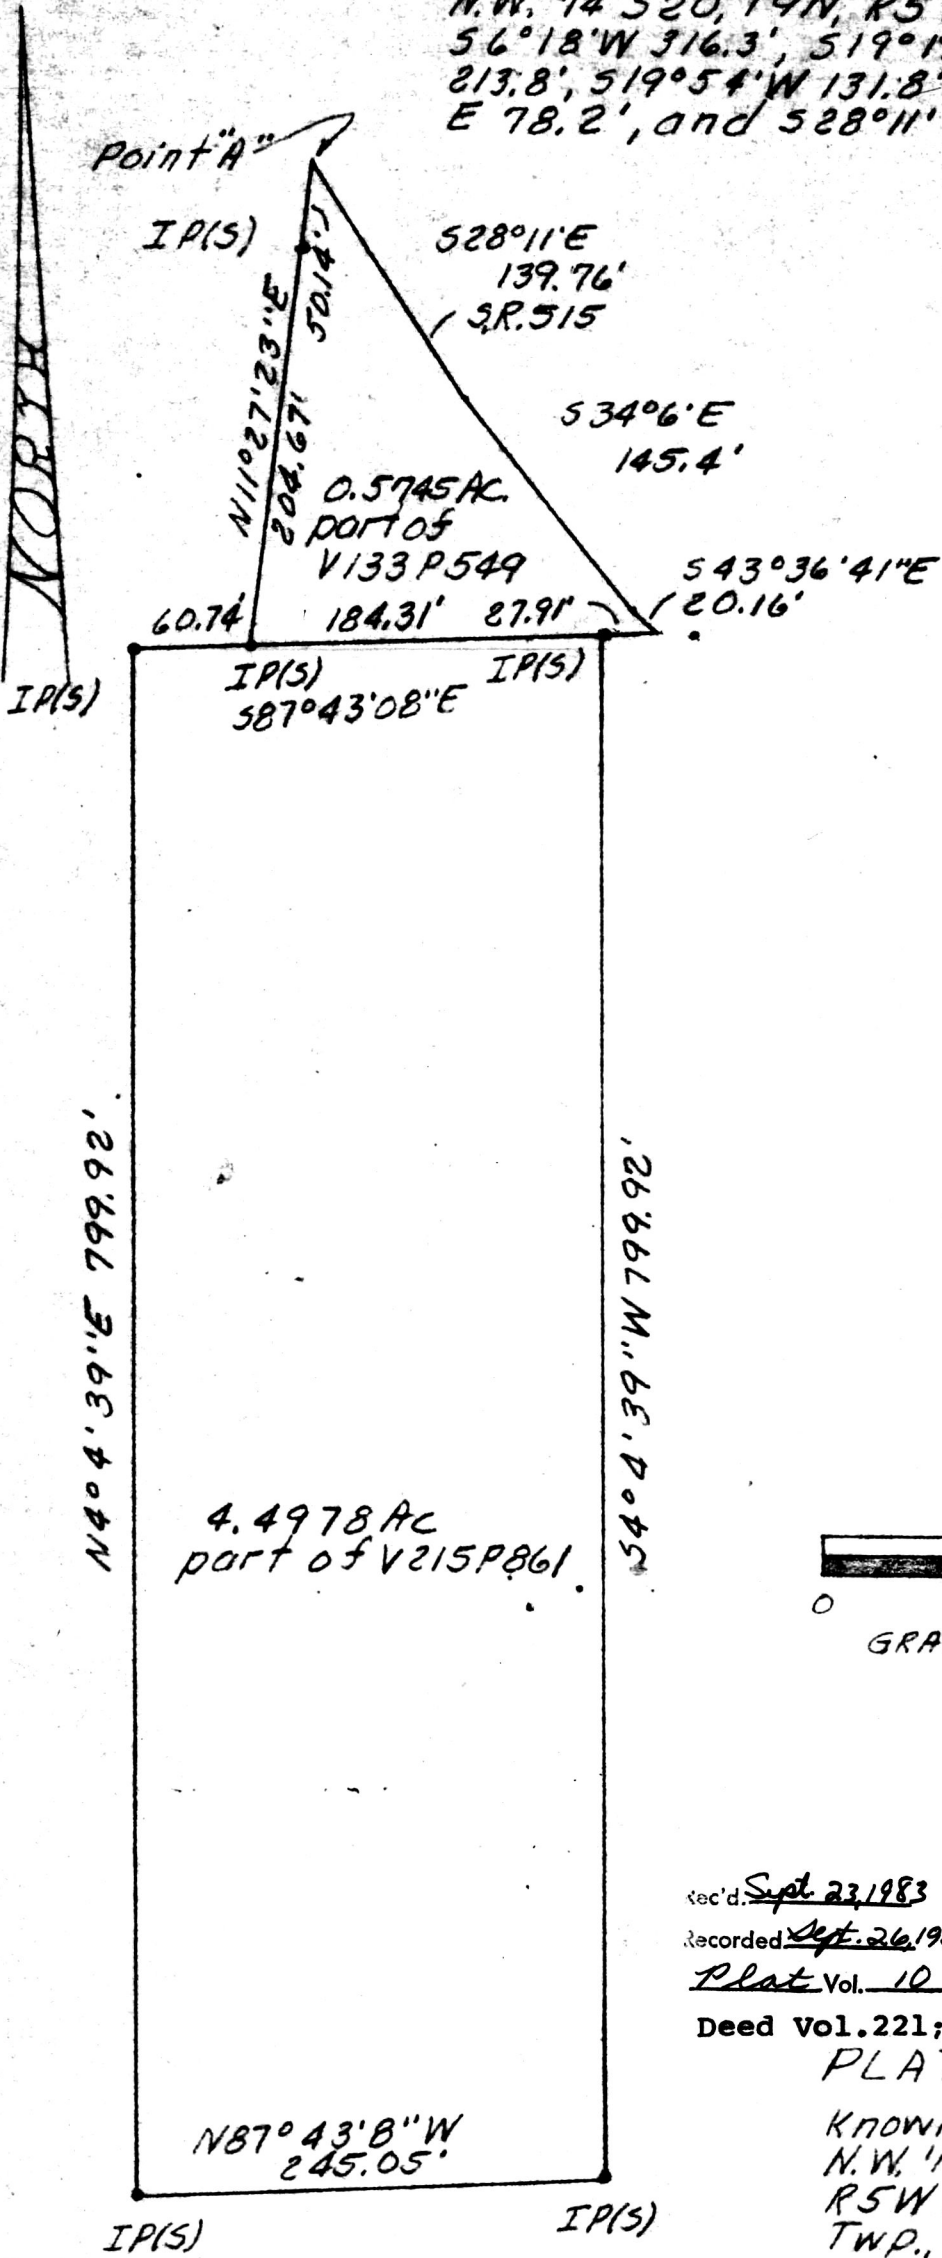 N.W. 1/4 S20, T9N, R5
S6°18'W 316.3', S19°1
213.8', S19°54'W 131.8'
E 78.2', and S28°11'
Point "A"
IP(S)
S28°11'E
139.76'
S.R. 515
NORTH
N11°27'23"E
204.67'
50.14'
S34°6'E
145.4'
0.5745 AC.
part of
V133 P549
S43°36'41"E
20.16'
60.74'
184.31'
27.91'
IP(S)
IP(S)
IP(S)
S87°43'08"E
N4°4'39"E 799.92'
S4°4'39"W 799.92'
4.4978 AC
part of V215P861
0
GRA
Rec'd. Sept. 23, 1983
Recorded Sept. 26, 19
Plat Vol. 10
Deed Vol.221;
PLA
Known
N.W. 1
R5W
Twp.,
N87°43'8"W
245.05'
IP(S)
IP(S)